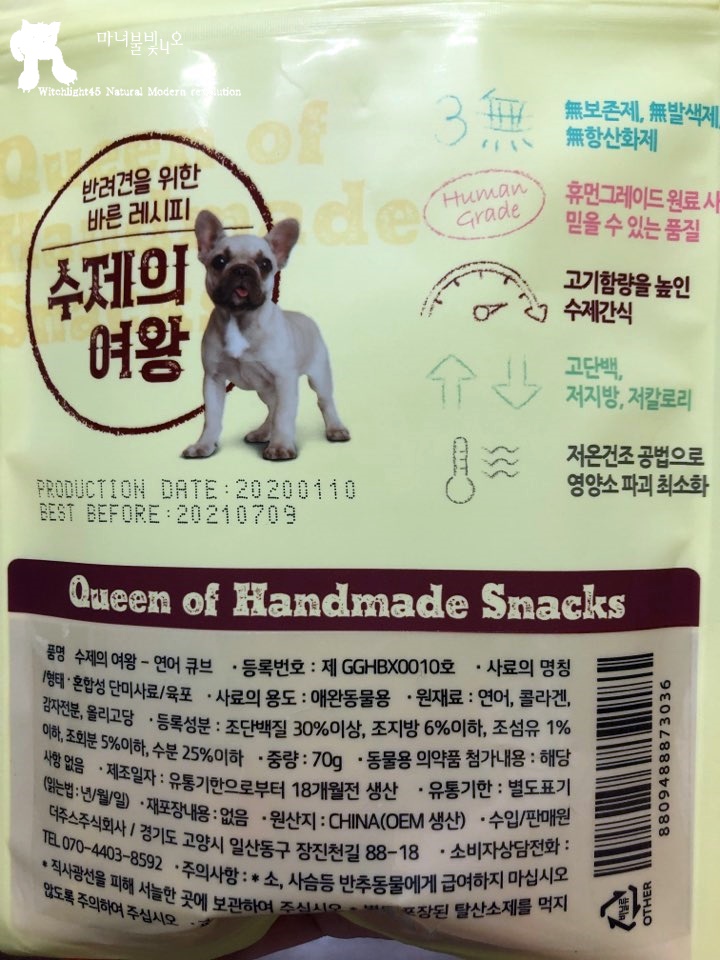 마녀불빛4오
Witchlight45 Natural Modern revolution
Queen of
Handmade
Snacks
반려견을 위한
바른 레시피
수제의
여왕
3無
無보존제, 無발색제,
無항산화제
Human
Grade
휴먼그레이드 원료 사
믿을 수 있는 품질
고기함량을 높인
수제간식
고단백,
저지방, 저칼로리
저온건조 공법으로
영양소 파괴 최소화
PRODUCTION DATE:20200110
BEST BEFORE:20210709
Queen of Handmade Snacks
품명 수제의 여왕 - 연어 큐브 ·등록번호 : 제 GGHBX0010호 ·사료의 명칭
/형태·혼합성 단미사료/육포 ·사료의 용도 : 애완동물용 ·원재료 : 연어, 콜라겐,
감자전분, 올리고당 ·등록성분 : 조단백질 30%이상, 조지방 6%이하, 조섬유 1%
이하, 조회분 5%이하, 수분 25%이하 ·중량 : 70g ·동물용 의약품 첨가내용 : 해당
사항 없음 ·제조일자 : 유통기한으로부터 18개월전 생산 ·유통기한 : 별도표기
(읽는법 : 년/월/일) ·재포장내용 : 없음 ·원산지 : CHINA(OEM 생산) ·수입/판매원
더주스주식회사 / 경기도 고양시 일산동구 장진천길 88-18 ·소비자상담전화 :
TEL 070-4403-8592 ·주의사항 : * 소, 사슴등 반추동물에게 급여하지 마십시오
* 직사광선을 피해 서늘한 곳에 보관하여 주십시오 * 포장된 탈산소제를 먹지
않도록 주의하여 주십시오
8809488873036
비닐류
OTHER